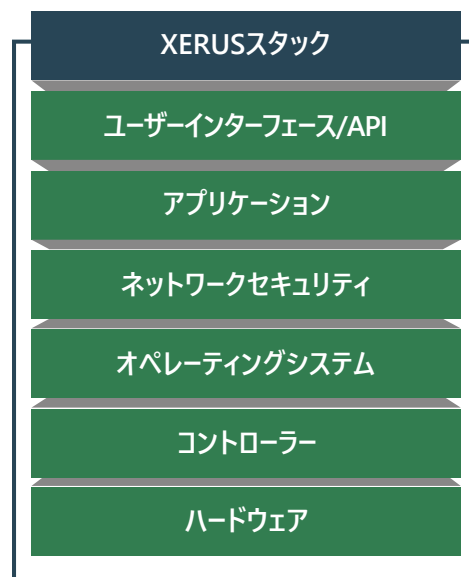 XERUSスタック
ユーザーインターフェース/API
アプリケーション
ネットワークセキュリティ
オペレーティングシステム
コントローラー
ハードウェア